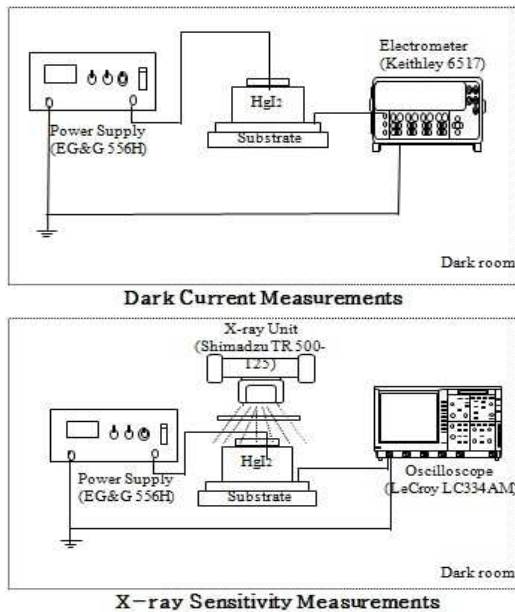 Electrometer
(Keithley 6517)
HgI2
Substrate
Power Supply
(EG&G 556H)
Dark room
Dark Current Measurements
X-ray Unit
(Shimadzu TR 500-
125)
HgI2
Substrate
Power Supply
(EG&G 556H)
Oscilloscope
(LeCroy LC334AM)
Dark room
X-ray Sensitivity Measurements